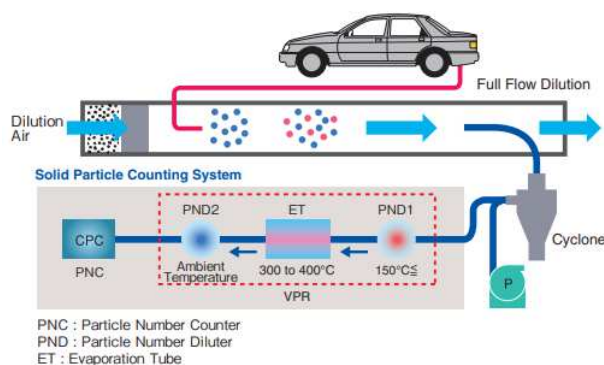 Full Flow Dilution
Dilution
Air
Solid Particle Counting System
PND2 ET PND1
CPC
Cyclone
PNC
Ambient
Temperature
300 to 400°C
150°C≦
P
VPR
PNC : Particle Number Counter
PND : Particle Number Diluter
ET : Evaporation Tube